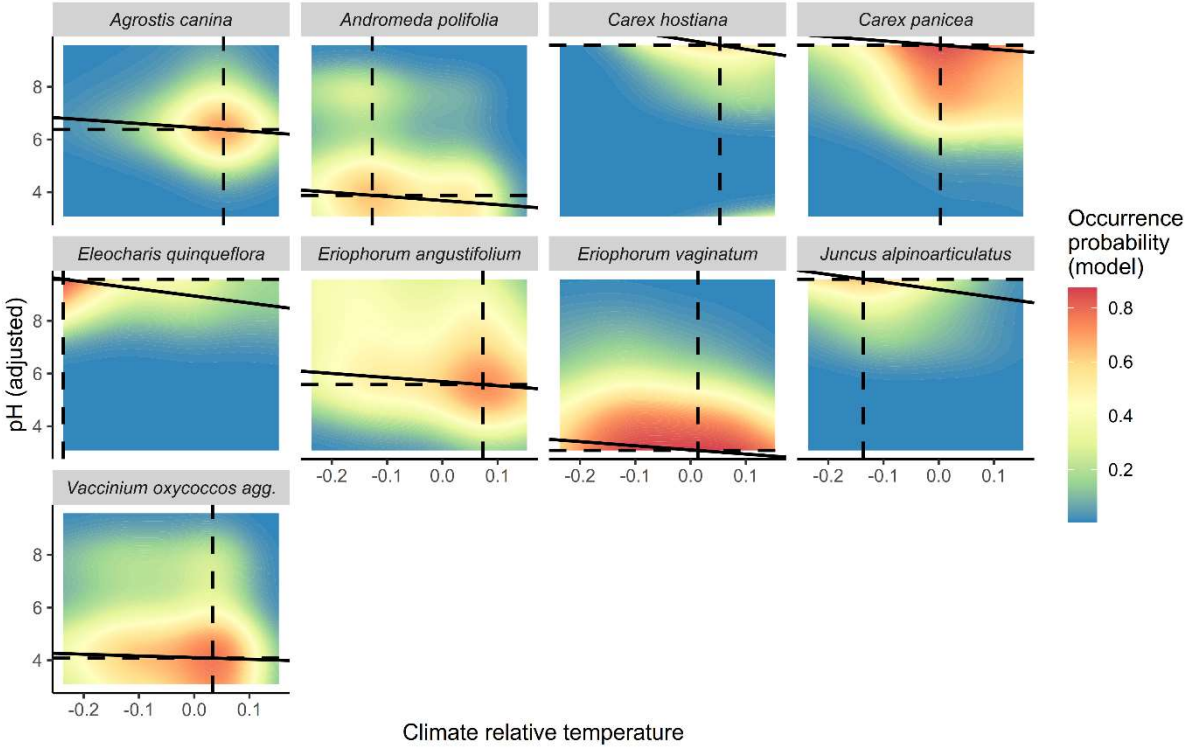 Agrostis canina
Andromeda polifolia
Carex hostiana
Carex panicea
8
6
4
Eleocharis quinqueflora
Eriophorum angustifolium
Eriophorum vaginatum
Juncus alpinoarticulatus
pH (adjusted)
8
6
4
-0.2 -0.1 0.0 0.1
-0.2 -0.1 0.0 0.1
-0.2 -0.1 0.0 0.1
Vaccinium oxycoccos agg.
8
6
4
-0.2 -0.1 0.0 0.1
Climate relative temperature
Occurrence
probability
(model)
0.8
0.6
0.4
0.2